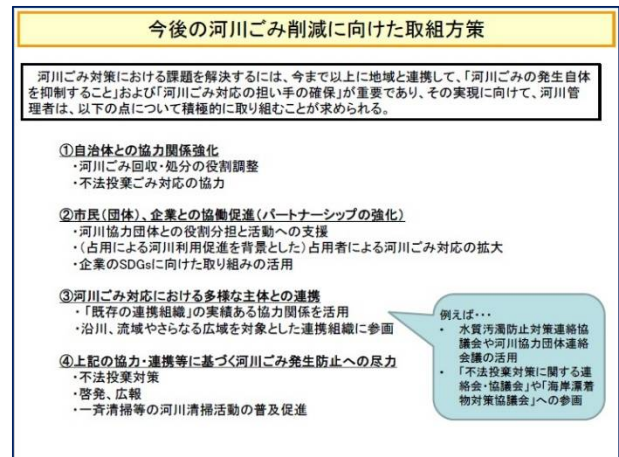 今後の河川ごみ削減に向けた取組方策
河川ごみ対策における課題を解決するには、今まで以上に地域と連携して、「河川ごみの発生自体
を抑制すること」および「河川ごみ対応の担い手の確保」が重要であり、その実現に向けて、河川管
理者は、以下の点について積極的に取り組むことが求められる。
①自治体との協力関係強化
・河川ごみ回収・処分の役割調整
・不法投棄ごみ対応の協力
②市民(団体)、企業との協働促進(パートナーシップの強化)
・河川協力団体との役割分担と活動への支援
・(占用による河川利用促進を背景とした)占用者による河川ごみ対応の拡大
・企業のSDGsに向けた取り組みの活用
③河川ごみ対応における多様な主体との連携
・「既存の連携組織」の実績ある協力関係を活用
・沿川、流域やさらなる広域を対象とした連携組織に参画
④上記の協力・連携等に基づく河川ごみ発生防止への尽力
・不法投棄対策
・啓発、広報
・一斉清掃等の河川清掃活動の普及促進
例えば・・・
• 水質汚濁防止対策連絡協
議会や河川協力団体連絡
会議の活用
• 「不法投棄対策に関する連
絡会・協議会」や「海岸漂着
物対策協議会」への参画